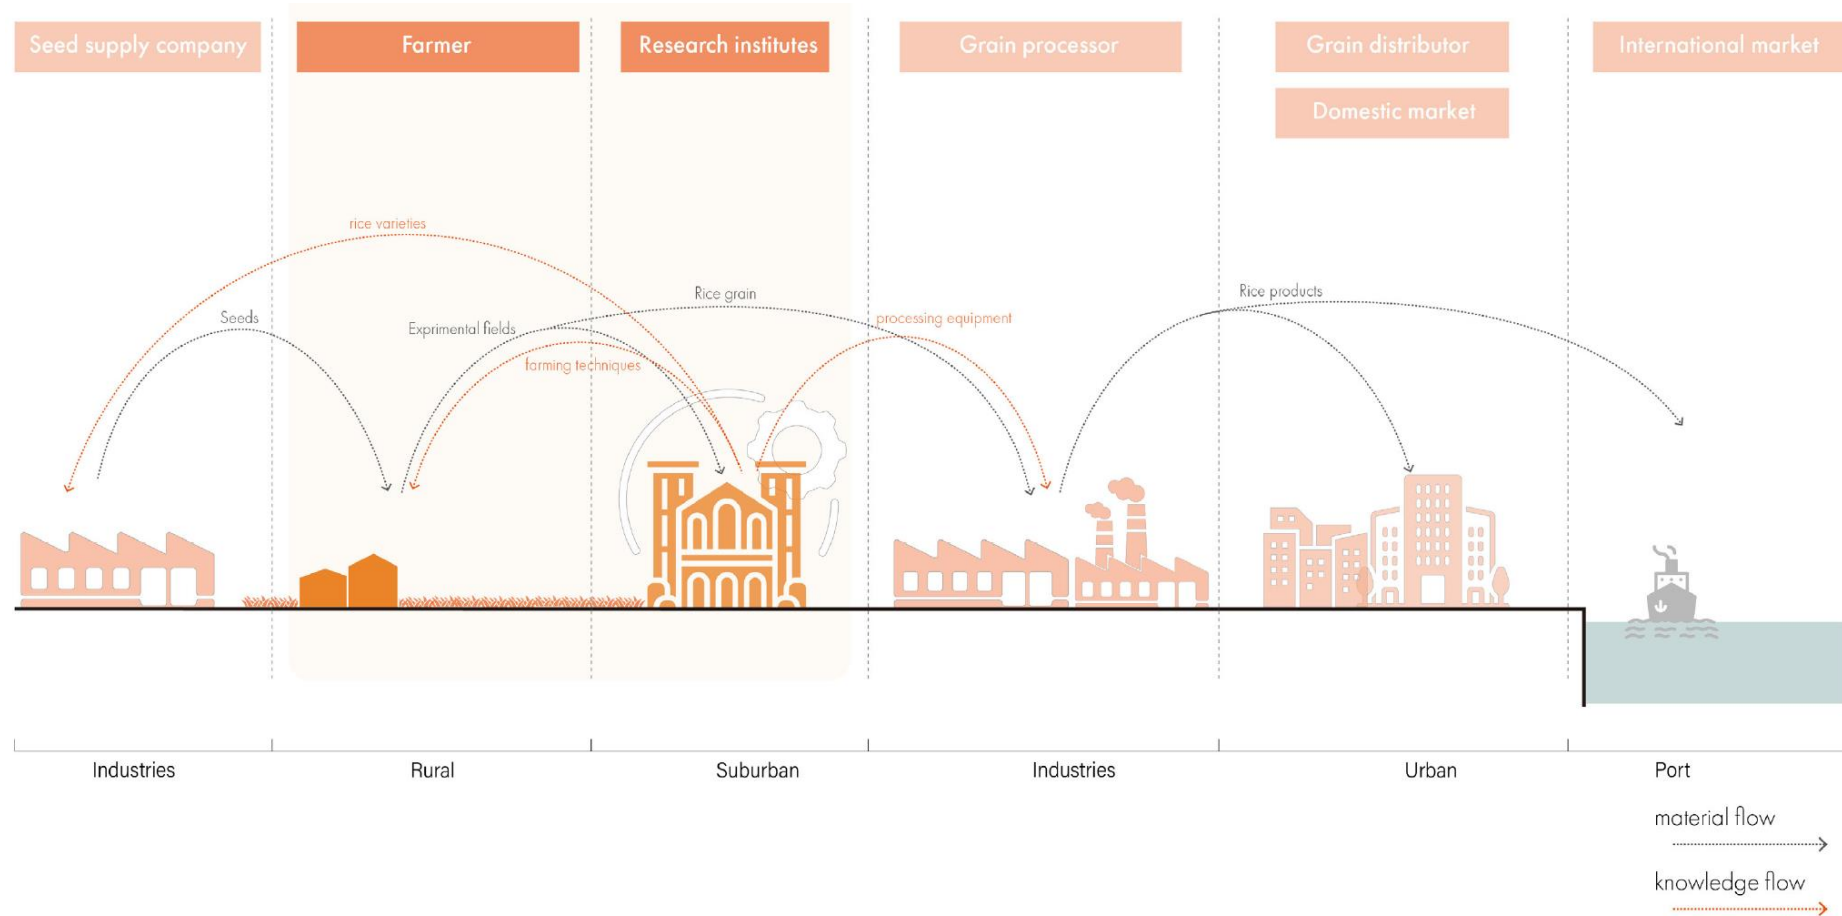 Seed supply company
Farmer
Research institutes
Grain processor
Grain distributor
International market
Domestic market
rice varieties
Seeds
Exprimental fields
farming techniques
Rice grain
processing equipment
Rice products
Industries
Rural
Suburban
Industries
Urban
Port
material flow
knowledge flow